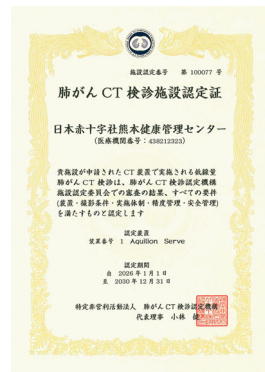 施設認定番号 第 100077 号
肺がん CT 検診施設認定証
日本赤十字社熊本健康管理センター
(医療機関番号：438212323)
貴施設が申請された CT 装置で実施される低線量
肺がん CT 検診は、肺がん CT 検診認定機構
施設認定委員会での審査の結果、すべての要件
(装置・撮影条件・実施体制・精度管理・安全管理)
を満たすものと認定します
認定装置
装置番号 1 Aquilion Serve
認定期間
自 2026 年 1 月 1 日
至 2030 年 12 月 31 日
特定非営利活動法人 肺がん CT 検診認定機構
代表理事 小林 健